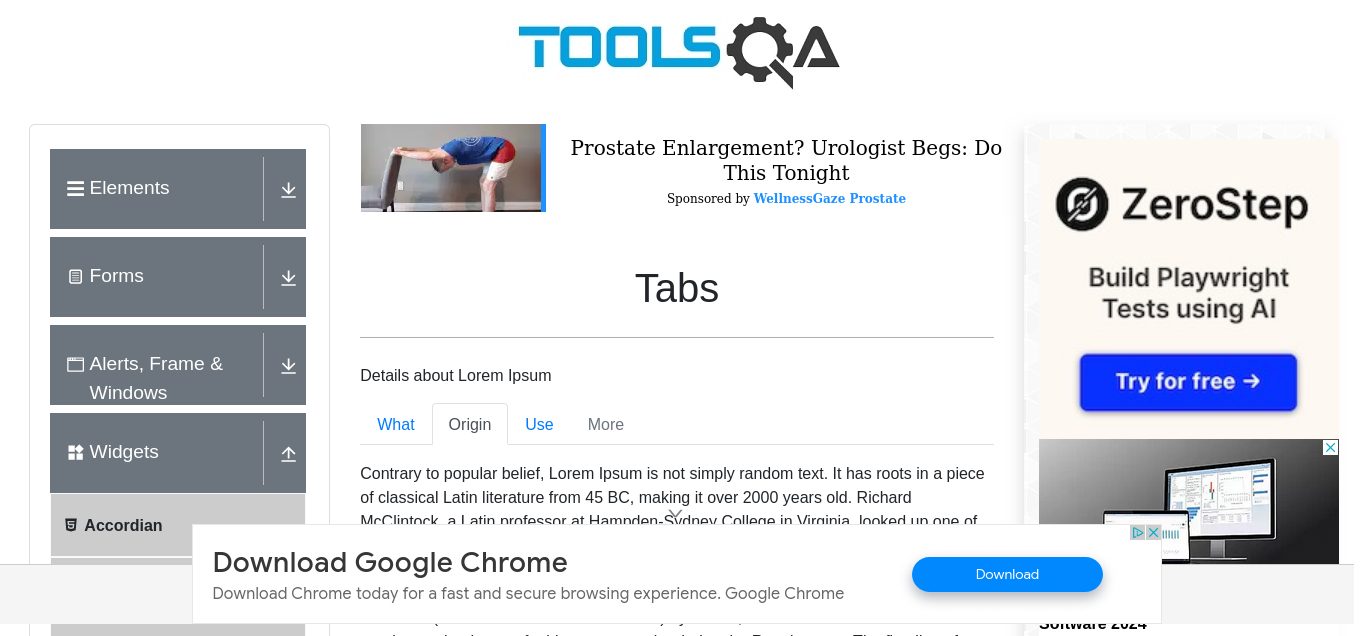 TOOLSQA
Elements
Forms
Alerts, Frame &
Windows
Widgets
Accordian
Prostate Enlargement? Urologist Begs: Do
This Tonight
Sponsored by WellnessGaze Prostate
Tabs
Details about Lorem Ipsum
What
Origin
Use
More
Contrary to popular belief, Lorem Ipsum is not simply random text. It has roots in a piece
of classical Latin literature from 45 BC, making it over 2000 years old. Richard
McClintock, a Latin professor at Hampden-Sydney College in Virginia, looked up one of
ZeroStep
Build Playwright
Tests using AI
Try for free →
Download Google Chrome
Download Chrome today for a fast and secure browsing experience. Google Chrome
Download
Software 2024